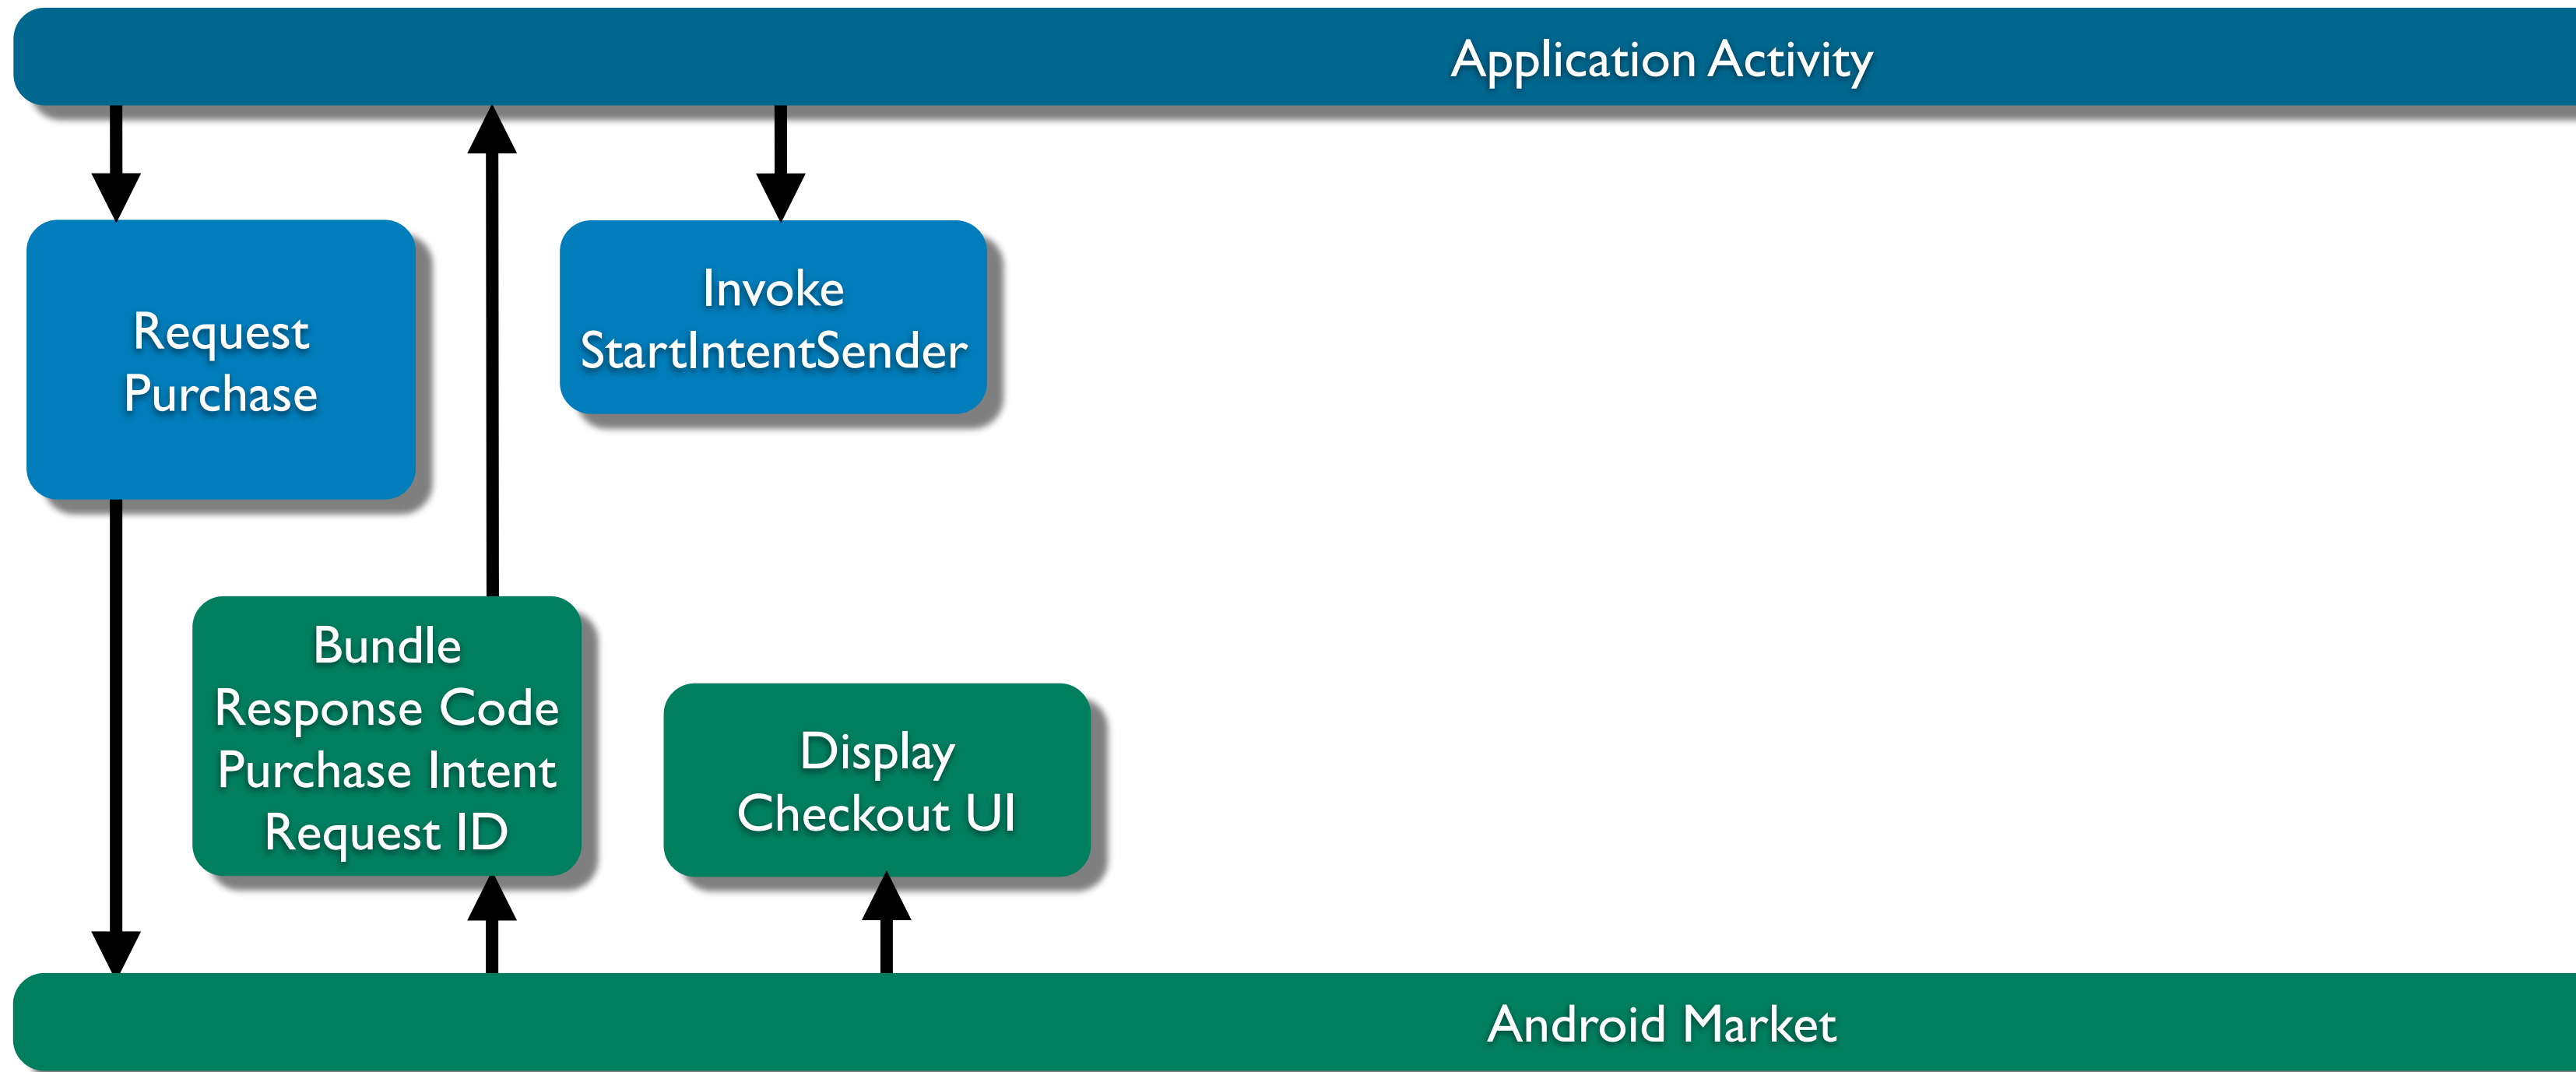 Application Activity
Request
Purchase
Invoke
StartIntentSender
Bundle
Response Code
Purchase Intent
Request ID
Display
Checkout UI
Android Market